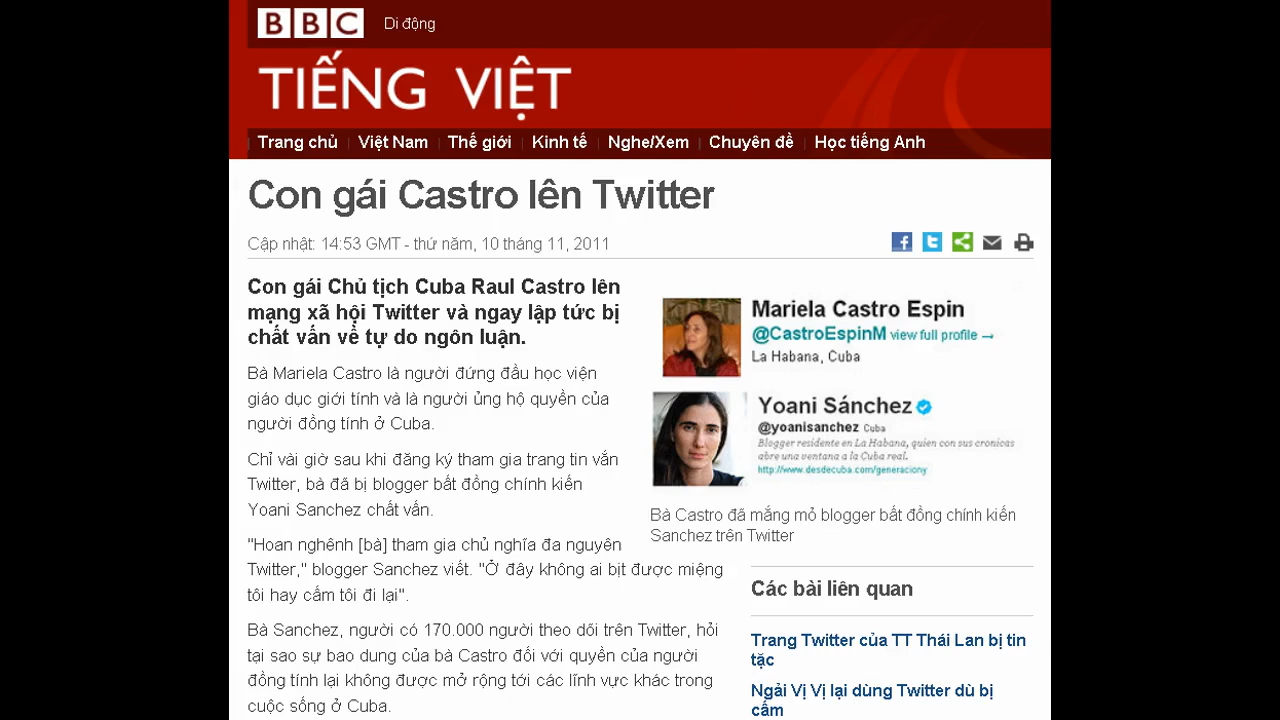 BBC Di động
TIẾNG VIỆT
Trang chủ Việt Nam Thế giới Kinh tế Nghe/Xem Chuyên đề Học tiếng Anh
Con gái Castro lên Twitter
Cập nhật: 14:53 GMT - thứ năm, 10 tháng 11, 2011
Con gái Chủ tịch Cuba Raul Castro lên
mạng xã hội Twitter và ngay lập tức bị
chất vấn về tự do ngôn luận.
Bà Mariela Castro là người đứng đầu học viện
giáo dục giới tính và là người ủng hộ quyền của
người đồng tính ở Cuba.
Chỉ vài giờ sau khi đăng ký tham gia trang tin vắn
Twitter, bà đã bị blogger bất đồng chính kiến
Yoani Sanchez chất vấn.
"Hoan nghênh [bà] tham gia chủ nghĩa đa nguyên
Twitter," blogger Sanchez viết. "Ở đây không ai bịt được miệng
tôi hay cấm tôi đi lại".
Bà Sanchez, người có 170.000 người theo dõi trên Twitter, hỏi
tại sao sự bao dung của bà Castro đối với quyền của người
đồng tính lại không được mở rộng tới các lĩnh vực khác trong
cuộc sống ở Cuba.
Mariela Castro Espin
@CastroEspinM view full profile →
La Habana, Cuba
Yoani Sánchez
@yoanisanchez Cuba
Blogger residente en La Habana, quien con sus cronicas
abre una ventana a la Cuba real.
http://www.desdecuba.com/generaciony
Bà Castro đã mắng mỏ blogger bất đồng chính kiến
Sanchez trên Twitter
Các bài liên quan
Trang Twitter của TT Thái Lan bị tin
tặc
Ngải Vị Vị lại dùng Twitter dù bị
cấm